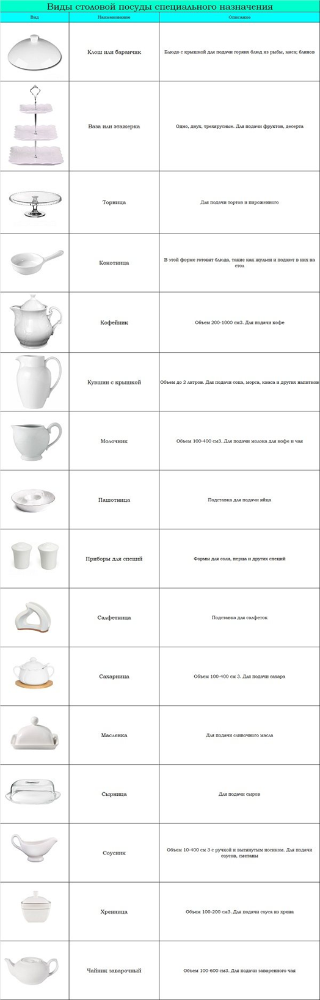 Виды столовой посуды специального назначения
Вид Наименование Описание
Клош или баранчик
Блюдо с крышкой для подачи горяих блюд из рыбы, мяса; блинов
Ваза или этажерка
Одно, двух, трехярусные. Для подачи фруктов, десерта
Торница
Для подачи тортов и пироженного
Кокотница
В этой форме готовят блюда, такие как жульен и подают в них на
стол
Кофейник
Объем 200-1000 см3. Для подачи кофе
Кувшин с крышкой
Объем до 2 литров. Для подачи сока, морса, кваса и других напитков
Молочник
Объем 100-400 см3. Для подачи молока для кофе и чая
Пашотница
Подставка для подачи яйца
Приборы для специй
Формы для соли, перца и других специй
Салфетница
Подставка для салфеток
Сахарница
Объем 100-400 см 3. Для подачи сахара
Масленка
Для подачи сливочного масла
Сырница
Для подачи сыров
Соусник
Объем 10-400 см 3 с ручкой и вытянутым носиком. Для подачи
соусов, сметаны
Хренница
Объем 100-200 см3. Для подачи соуса из хрена
Чайник заварочный
Объем 100-600 см3. Для подачи заваренного чая